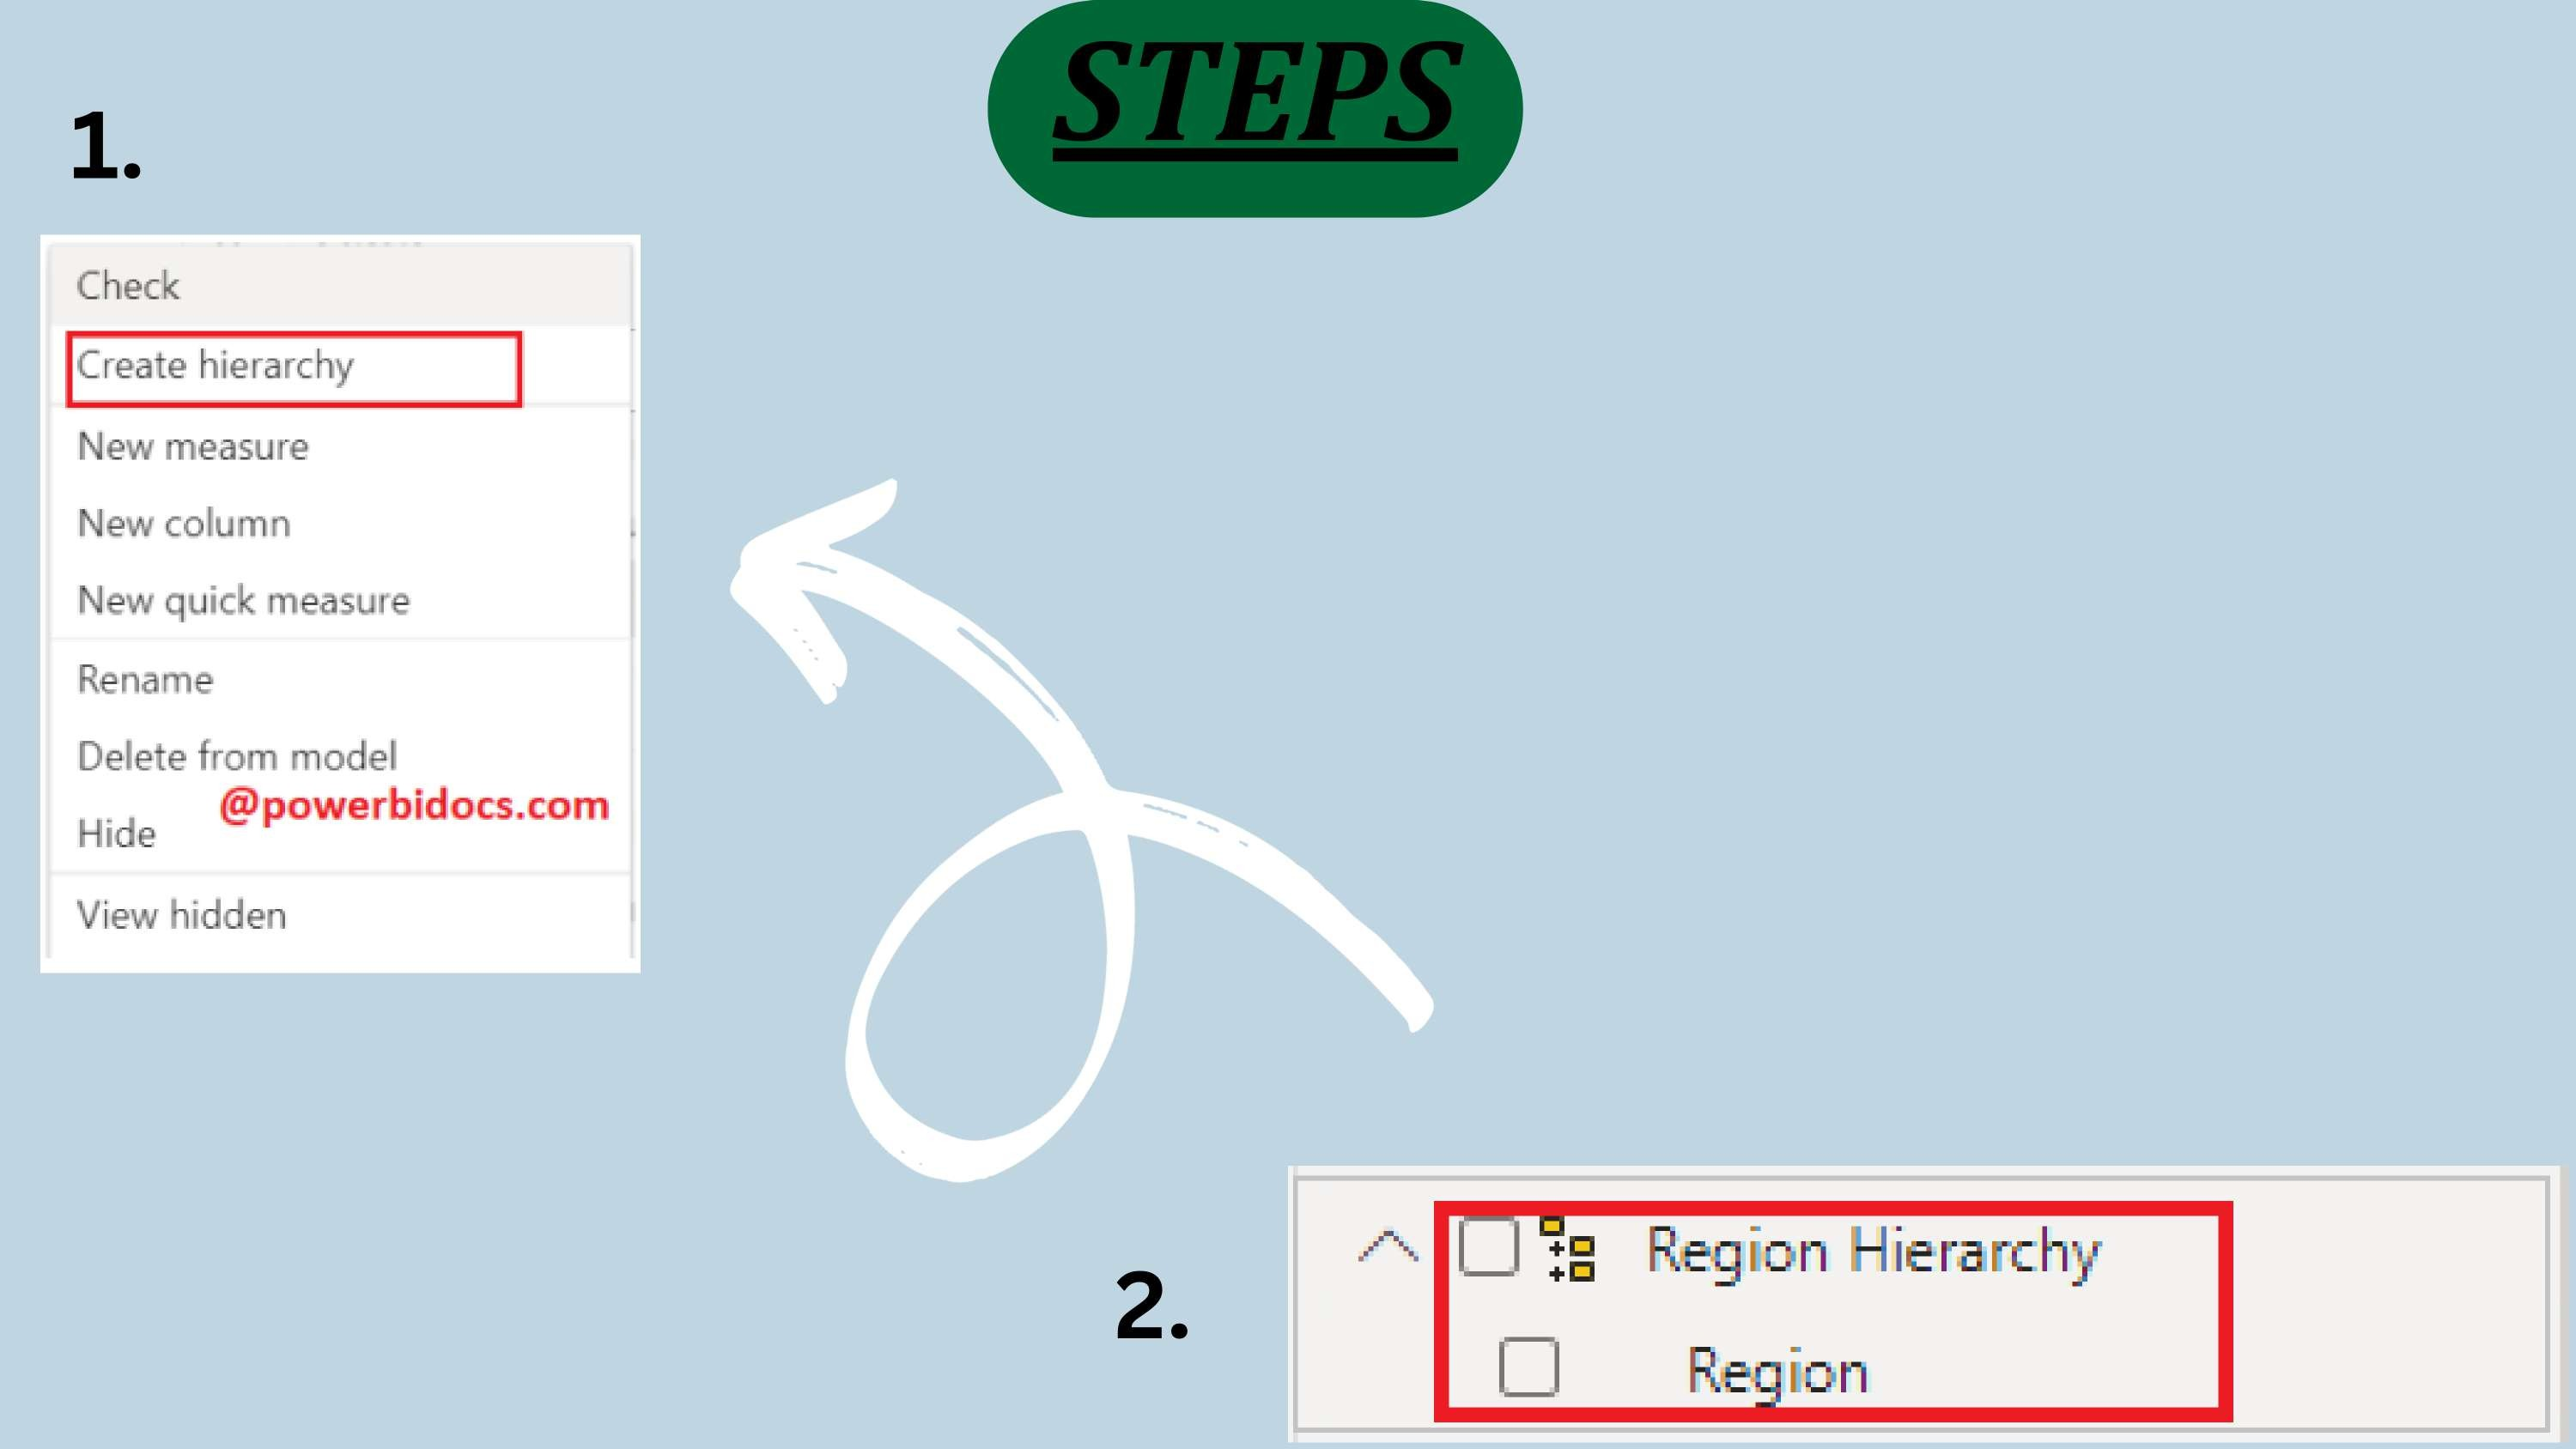 STEPS
1.
Check
Create hierarchy
New measure
New column
New quick measure
Rename
Delete from model
@powerbidocs.com
Hide
View hidden
2.
Region Hierarchy
Region